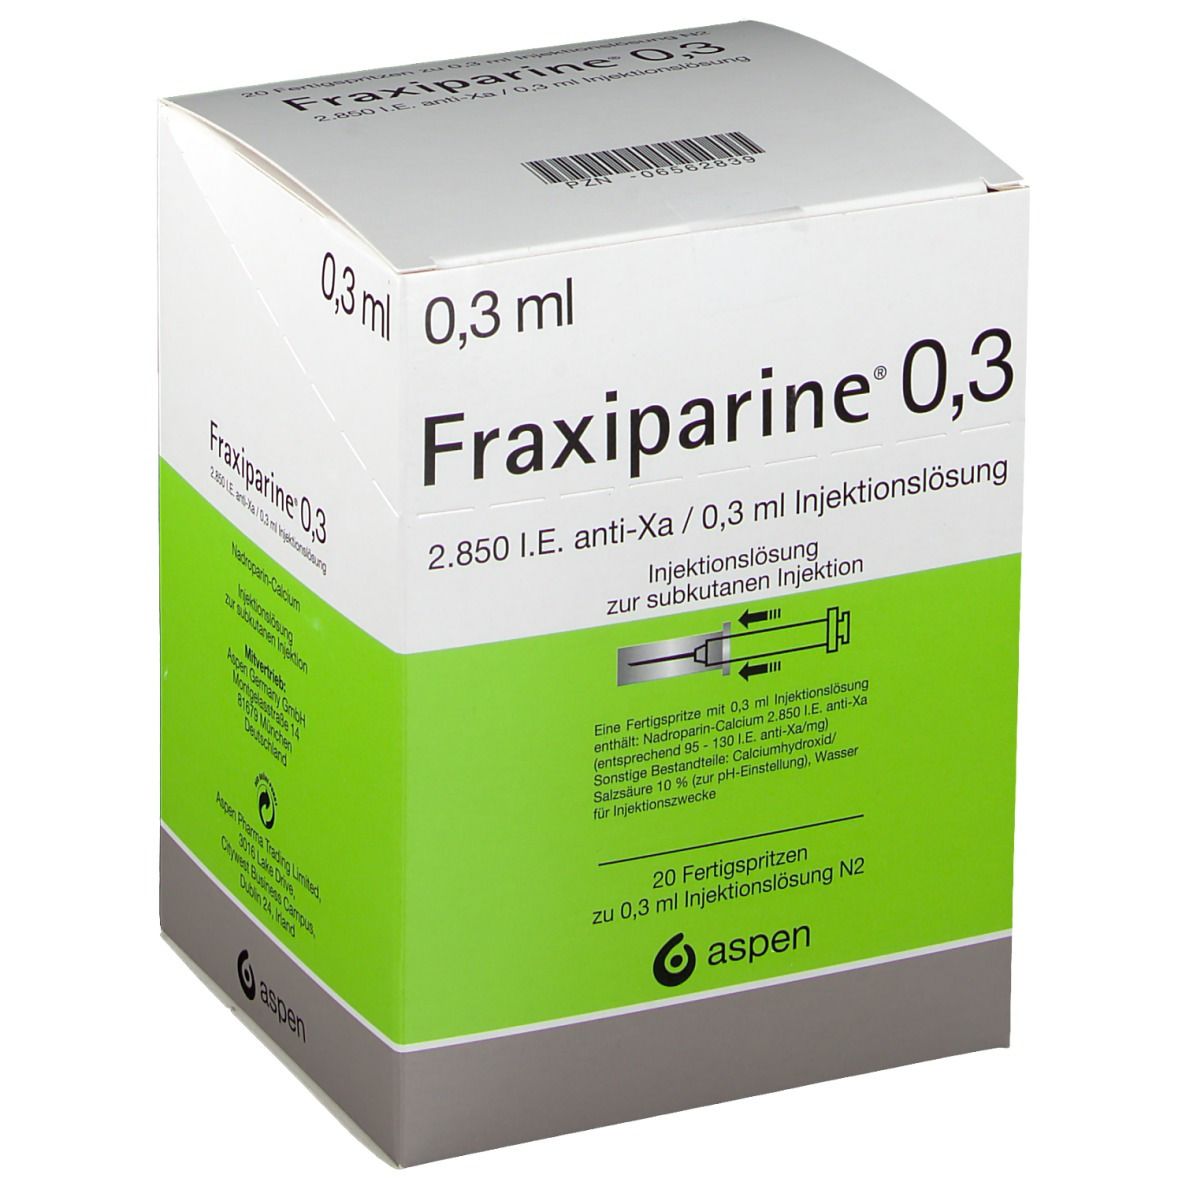 20 Fertigspritzen zu 0,3 ml Injektionslösung N2
Fraxiparine® 0,3
2.850 I.E. anti-Xa / 0,3 ml Injektionslösung
PZN -06562839
0,3 ml
Fraxiparine® 0,3
2.850 I.E. anti-Xa / 0,3 ml Injektionslösung
Nadroparin-Calcium
Injektionslösung
zur subkutanen Injektion
Mitvertrieb:
Aspen Germany GmbH
Montgelasstraße 14
81679 München
Deutschland
Aspen Pharma Trading Limited,
3016 Lake Drive,
Citywest Business Campus,
Dublin 24, Irland
aspen
0,3 ml
Fraxiparine® 0,3
2.850 I.E. anti-Xa / 0,3 ml Injektionslösung
Injektionslösung
zur subkutanen Injektion
Eine Fertigspritze mit 0,3 ml Injektionslösung
enthält: Nadroparin-Calcium 2.850 I.E. anti-Xa
(entsprechend 95 - 130 I.E. anti-Xa/mg)
Sonstige Bestandteile: Calciumhydroxid/
Salzsäure 10 % (zur pH-Einstellung), Wasser
für Injektionszwecke
20 Fertigspritzen
zu 0,3 ml Injektionslösung N2
aspen